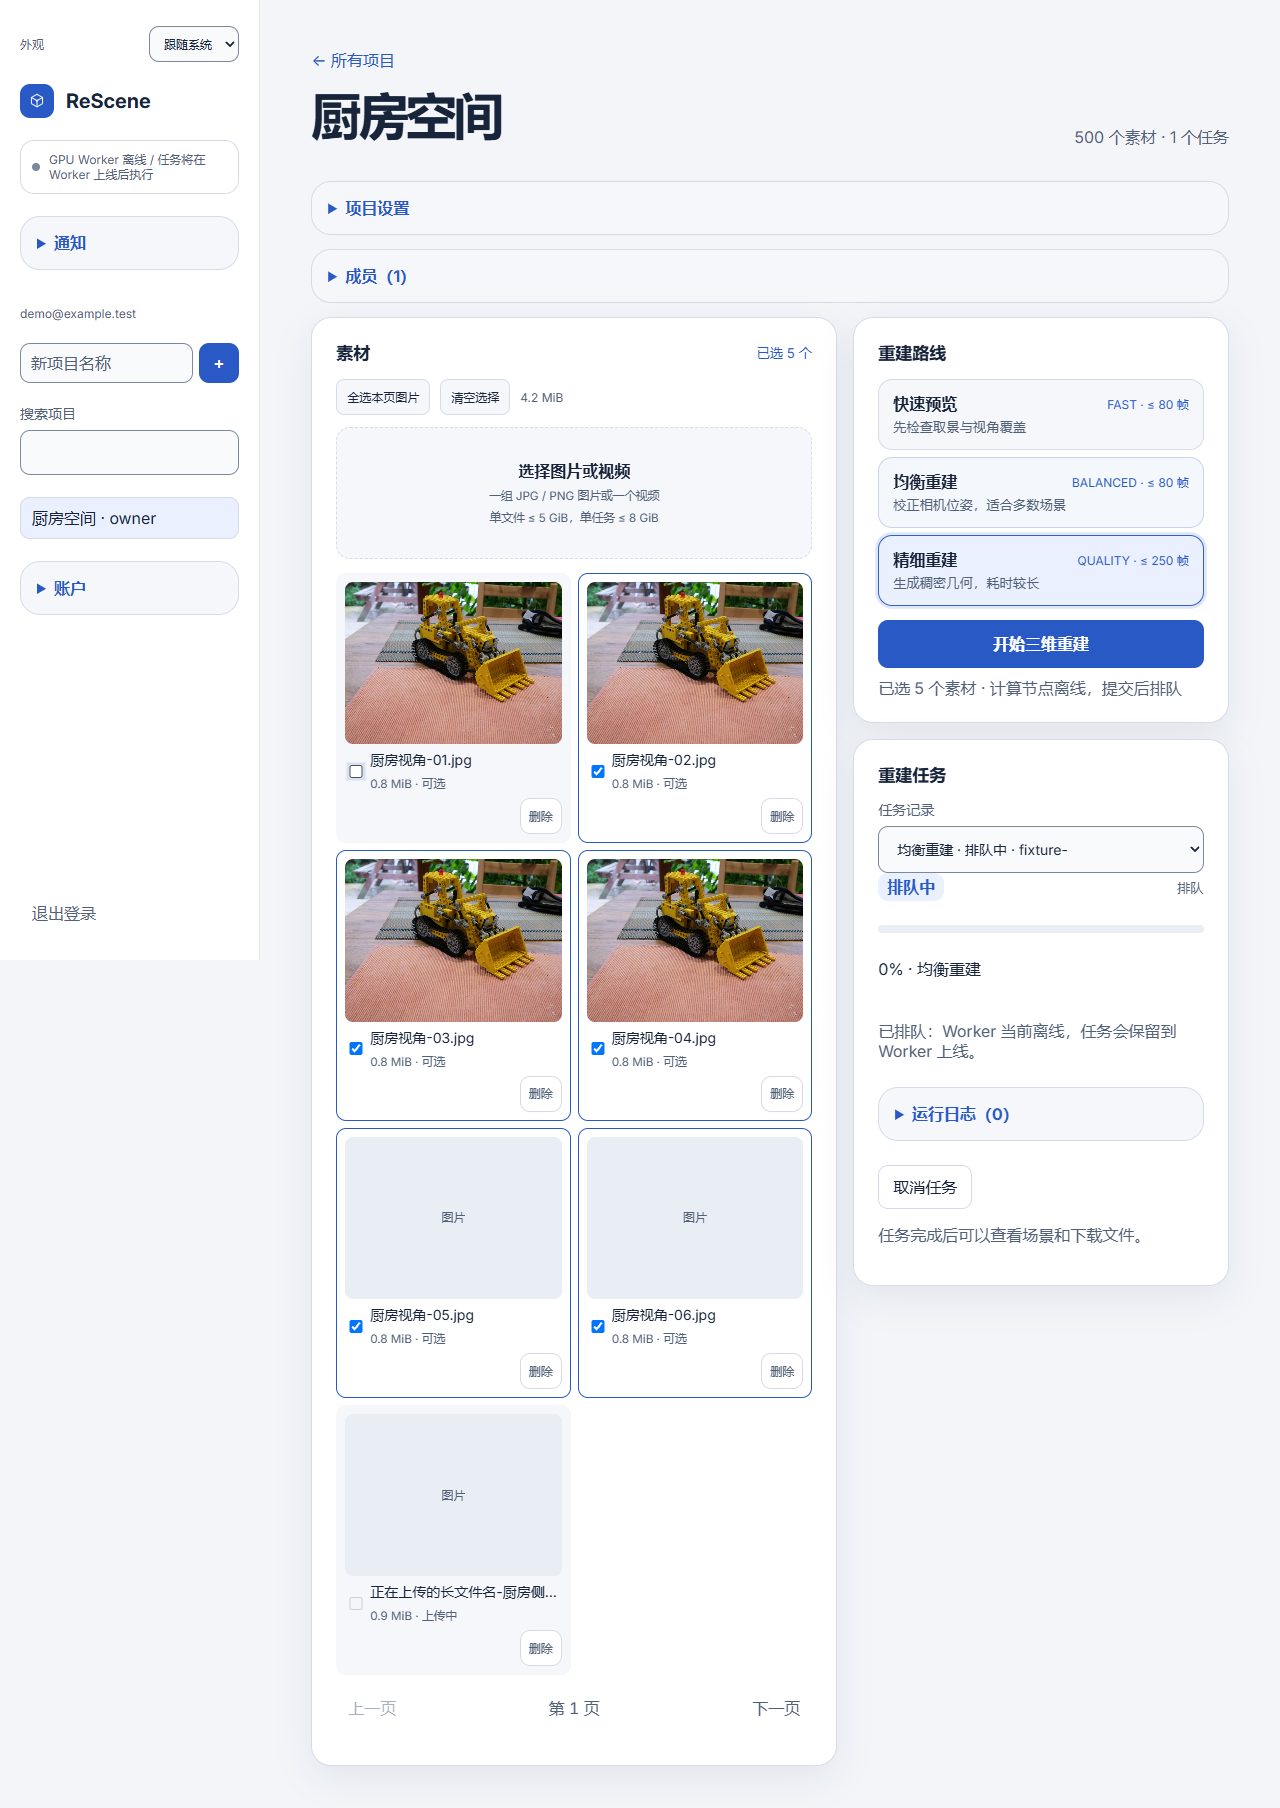 外观
跟随系统
ReScene
GPU Worker 离线 / 任务将在
Worker 上线后执行
通知
demo@example.test
新项目名称
+
搜索项目
厨房空间 · owner
账户
退出登录
← 所有项目
厨房空间
500 个素材 · 1 个任务
项目设置
成员（1）
素材
已选 5 个
全选本页图片
清空选择
4.2 MiB
选择图片或视频
一组 JPG / PNG 图片或一个视频
单文件 ≤ 5 GiB，单任务 ≤ 8 GiB
厨房视角-01.jpg
0.8 MiB · 可选
删除
厨房视角-02.jpg
0.8 MiB · 可选
删除
厨房视角-03.jpg
0.8 MiB · 可选
删除
厨房视角-04.jpg
0.8 MiB · 可选
删除
图片
厨房视角-05.jpg
0.8 MiB · 可选
删除
图片
厨房视角-06.jpg
0.8 MiB · 可选
删除
图片
正在上传的长文件名-厨房侧...
0.9 MiB · 上传中
删除
上一页
第 1 页
下一页
重建路线
快速预览
FAST · ≤ 80 帧
先检查取景与视角覆盖
均衡重建
BALANCED · ≤ 80 帧
校正相机位姿，适合多数场景
精细重建
QUALITY · ≤ 250 帧
生成稠密几何，耗时较长
开始三维重建
已选 5 个素材 · 计算节点离线，提交后排队
重建任务
任务记录
均衡重建 · 排队中 · fixture-
排队中
排队
0% · 均衡重建
已排队：Worker 当前离线，任务会保留到
Worker 上线。
运行日志（0）
取消任务
任务完成后可以查看场景和下载文件。